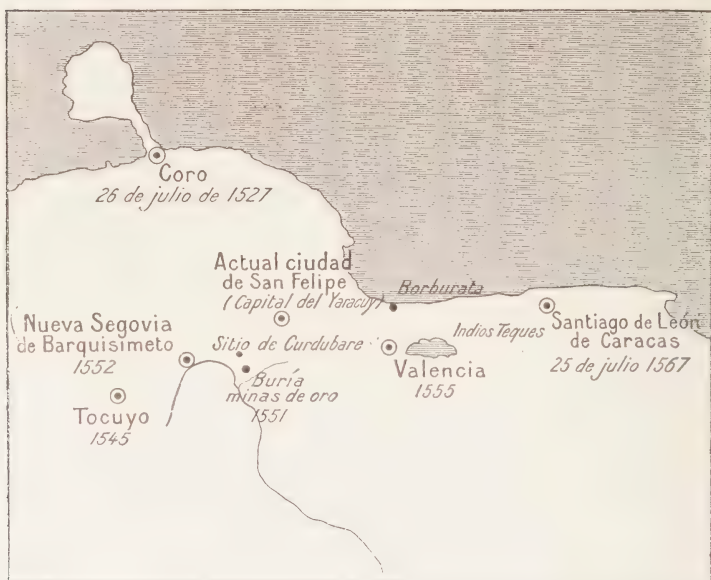 Coro
26 de julio de 1527
Actual ciudad
de San Felipe
(Capital del Yaracuy)
Borburata
Nueva Segovia
de Barquisimeto
1552
Sitio de Curdubare
Indios Teques
Santiago de León
de Caracas
25 de julio 1567
Valencia
1555
Buría
minas de oro
1551
Tocuyo
1545